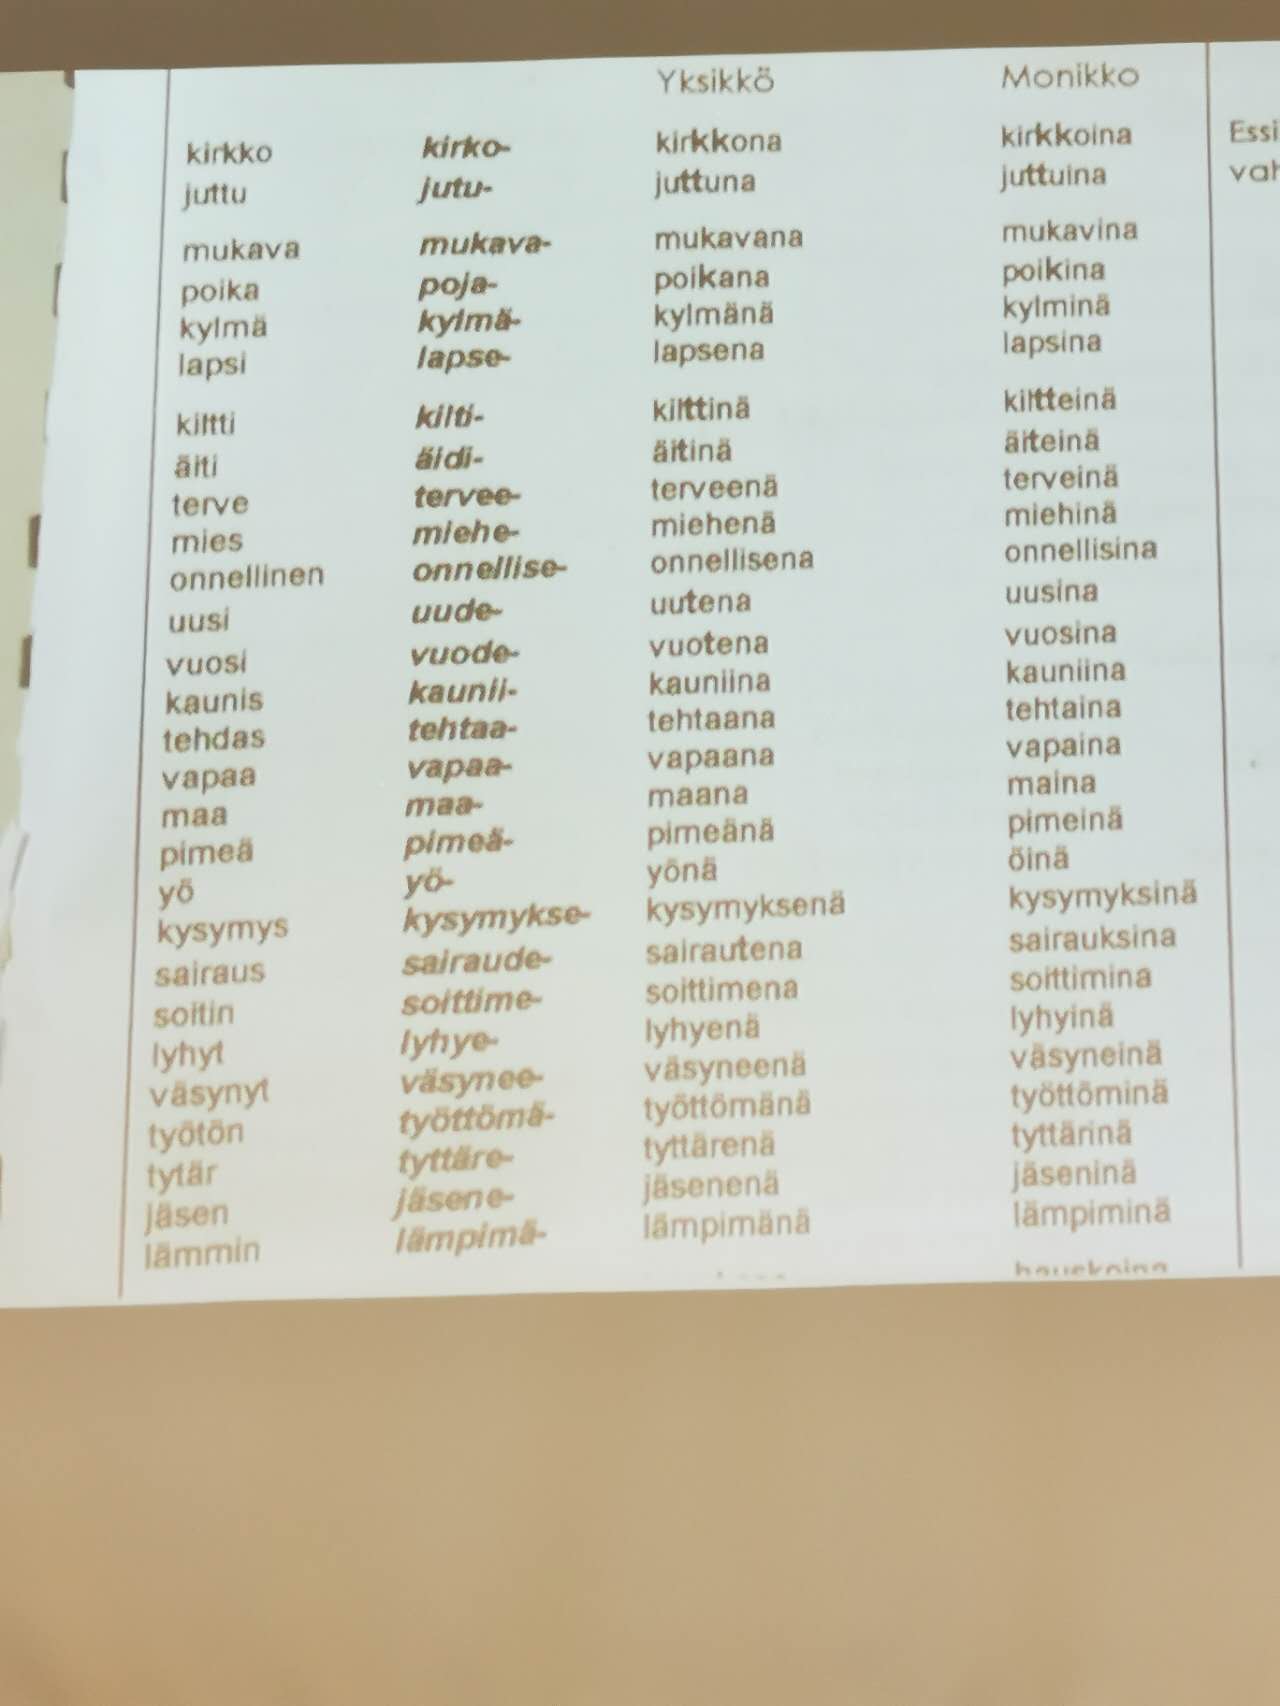 Yksikkö Monikko
kirkko kirko- kirkkona kirkkoina Essi
juttu jutu- juttuna juttuina vah
mukava mukava- mukavana mukavina
poika poja- poikana poikina
kylmä kylmä- kylmänä kylminä
lapsi lapse- lapsena lapsina
kiltti kilti- kilttinä kiltteinä
äiti äidi- äitinä äiteinä
terve tervee- terveenä terveinä
mies miehe- miehenä miehinä
onnellinen onnellise- onnellisena onnellisina
uusi uude- uutena uusina
vuosi vuode- vuotena vuosina
kaunis kaunii- kauniina kauniina
tehdas tehtaa- tehtaana tehtaina
vapaa vapaa- vapaana vapaina
maa maa- maana maina
pimeä pimeä- pimeänä pimeinä
yö yö- yönä öinä
kysymys kysymykse- kysymyksenä kysymyksinä
sairaus sairaude- sairautena sairauksina
soitin soittime- soittimena soittimina
lyhyt lyhye- lyhyenä lyhyinä
väsynyt väsynee- väsyneenä väsyneinä
työtön työttömä- työttömänä työttöminä
tytär tyttäre- tyttärenä tyttärinä
jäsen jäsene- jäsenenä jäseninä
lämmin lämpimä- lämpimänä lämpiminä
hauskoina